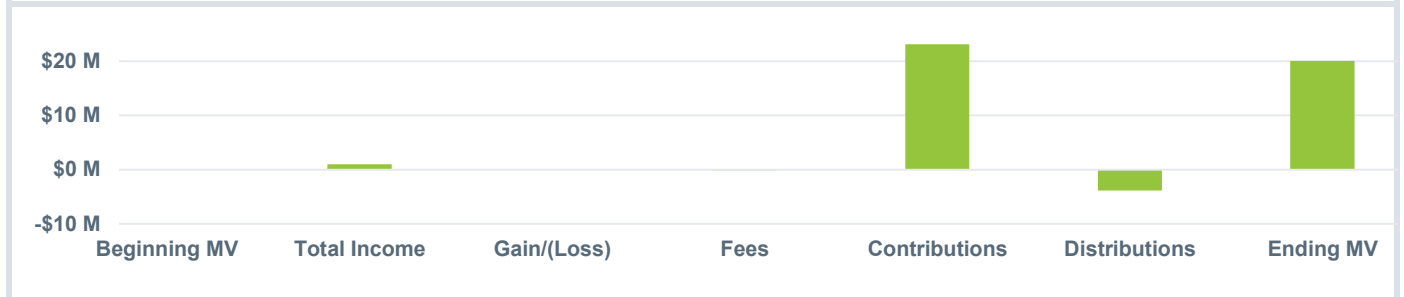 $20 M
$10 M
$0 M
-$10 M
Beginning MV Total Income Gain/(Loss) Fees Contributions Distributions Ending MV